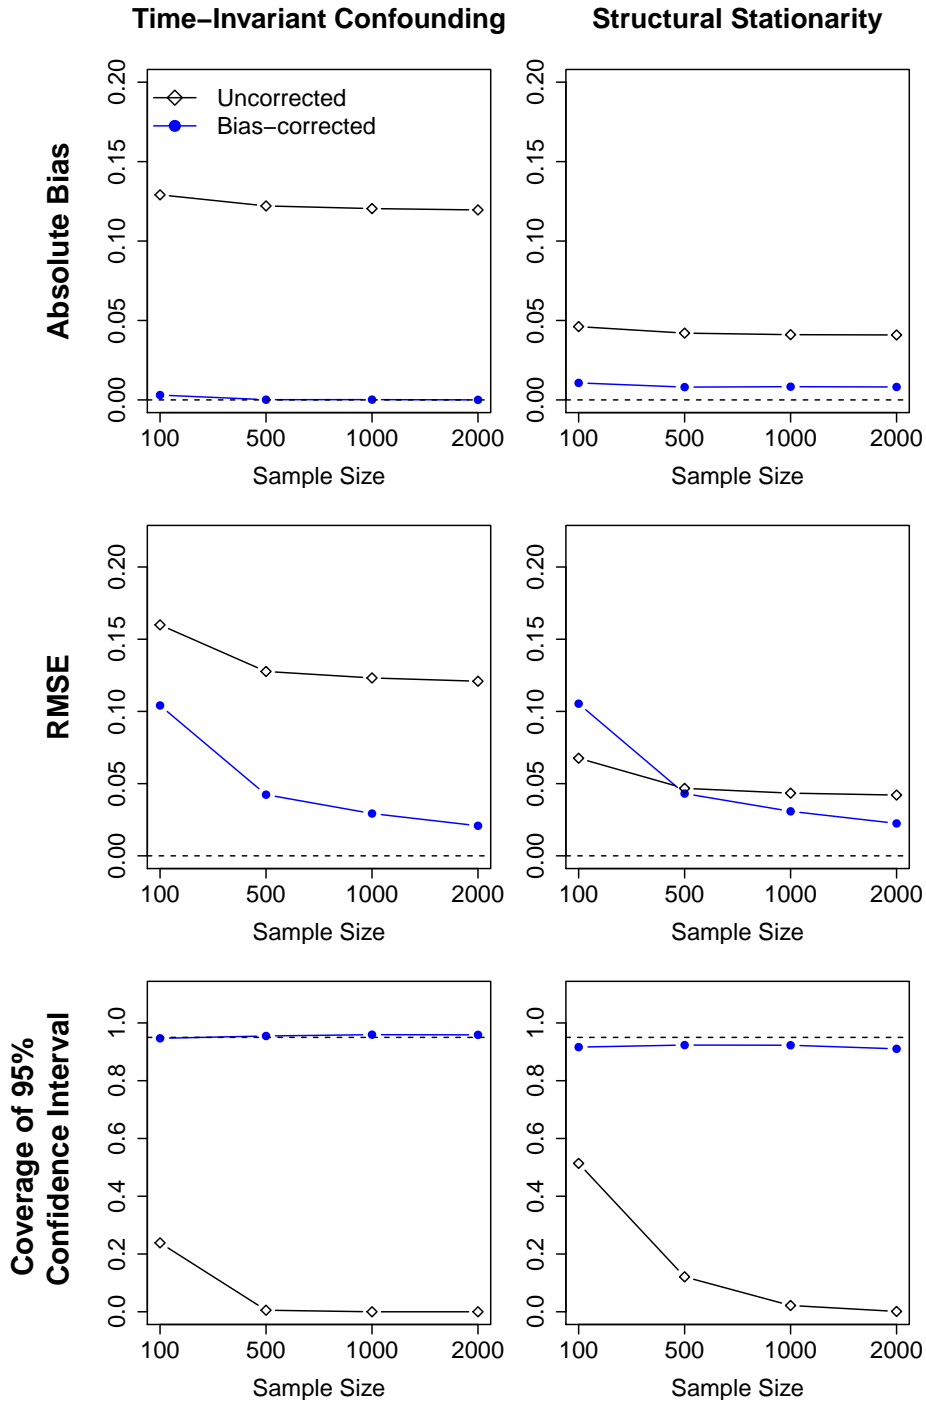 Time−Invariant Confounding
Structural Stationarity
Absolute Bias
0.20
0.15
0.10
0.05
0.00
Uncorrected
Bias−corrected
100 500 1000 2000
Sample Size
0.20
0.15
0.10
0.05
0.00
100 500 1000 2000
Sample Size
RMSE
0.20
0.15
0.10
0.05
0.00
100 500 1000 2000
Sample Size
0.20
0.15
0.10
0.05
0.00
100 500 1000 2000
Sample Size
Coverage of 95%
Confidence Interval
1.0
0.8
0.6
0.4
0.2
0.0
100 500 1000 2000
Sample Size
1.0
0.8
0.6
0.4
0.2
0.0
100 500 1000 2000
Sample Size